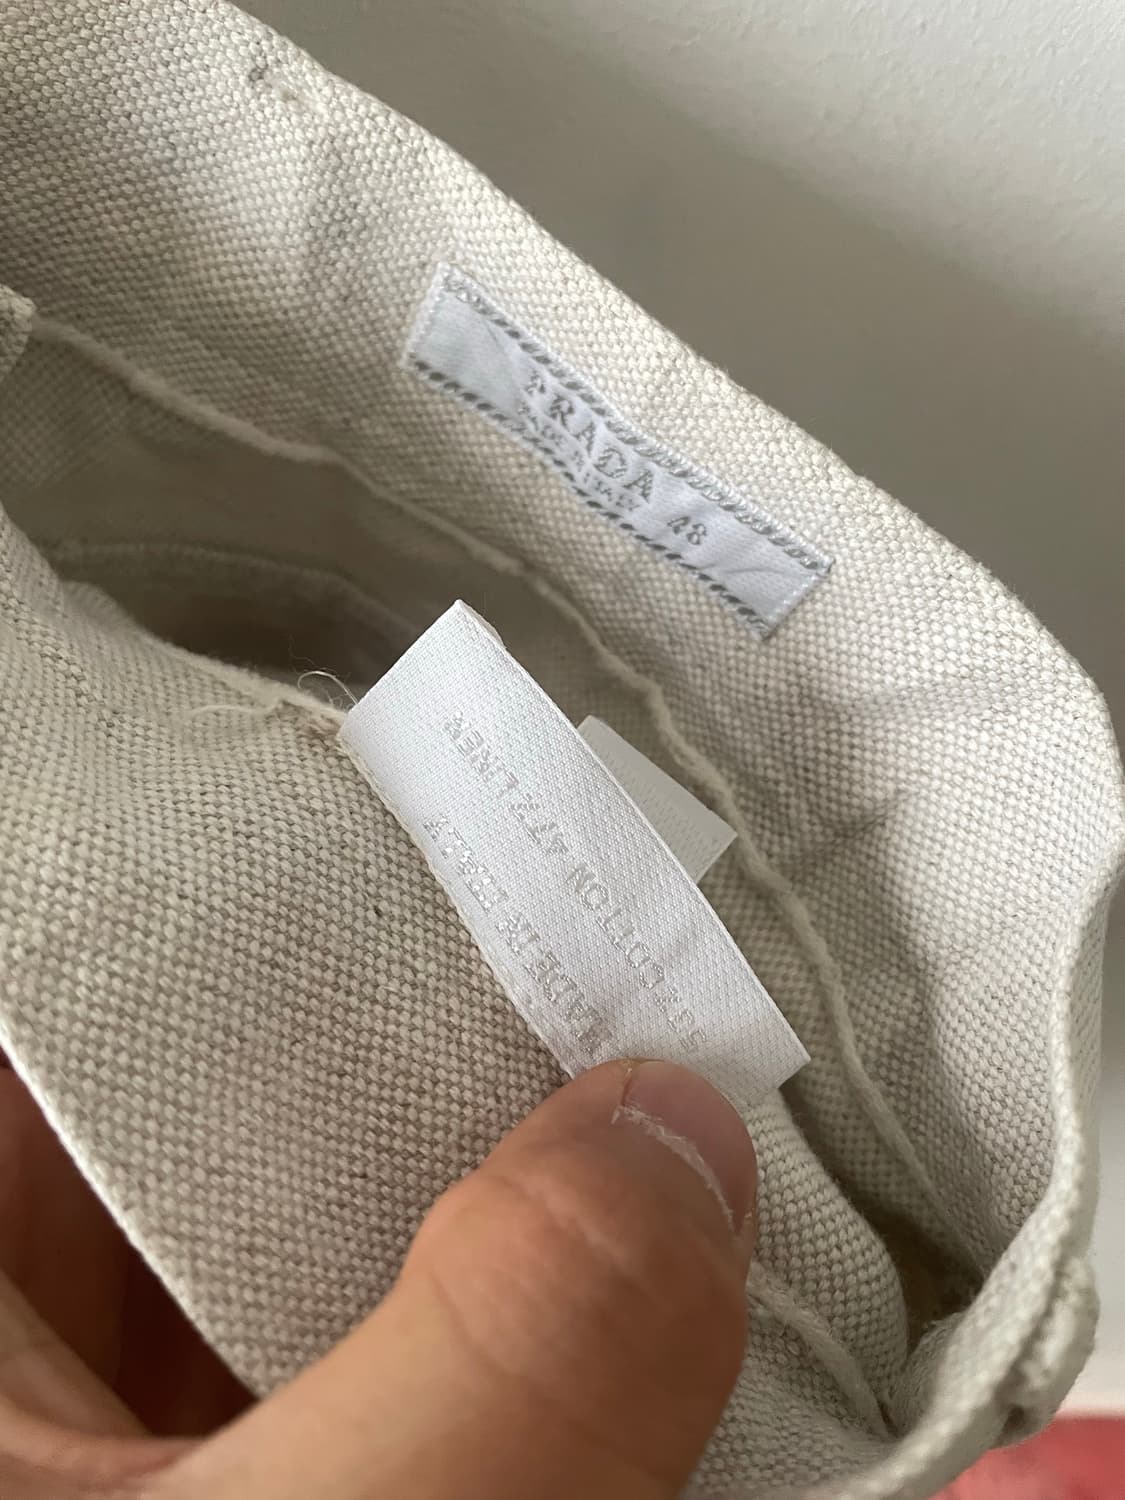 PRADA
MADE IN ITALY 48
53% COTTON 47% LINEN
MADE IN ITALY